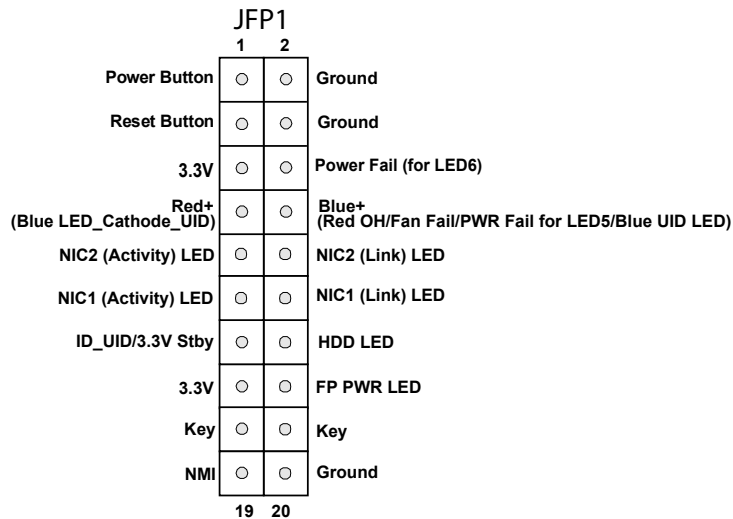 JFP1
1 2
Power Button Ground
Reset Button Ground
3.3V Power Fail (for LED6)
Red+ Blue+
(Blue LED_Cathode_UID) (Red OH/Fan Fail/PWR Fail for LED5/Blue UID LED)
NIC2 (Activity) LED NIC2 (Link) LED
NIC1 (Activity) LED NIC1 (Link) LED
ID_UID/3.3V Stby HDD LED
3.3V FP PWR LED
Key Key
NMI Ground
19 20